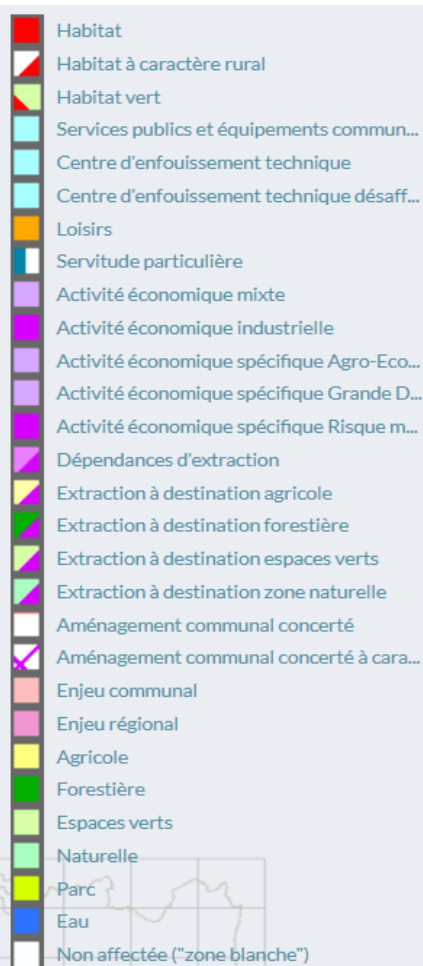 Habitat
Habitat à caractère rural
Habitat vert
Services publics et équipements commun...
Centre d'enfouissement technique
Centre d'enfouissement technique désaff...
Loisirs
Servitude particulière
Activité économique mixte
Activité économique industrielle
Activité économique spécifique Agro-Eco...
Activité économique spécifique Grande D...
Activité économique spécifique Risque m...
Dépendances d'extraction
Extraction à destination agricole
Extraction à destination forestière
Extraction à destination espaces verts
Extraction à destination zone naturelle
Aménagement communal concerté
Aménagement communal concerté à cara...
Enjeu communal
Enjeu régional
Agricole
Forestière
Espaces verts
Naturelle
Parc
Eau
Non affectée ("zone blanche")